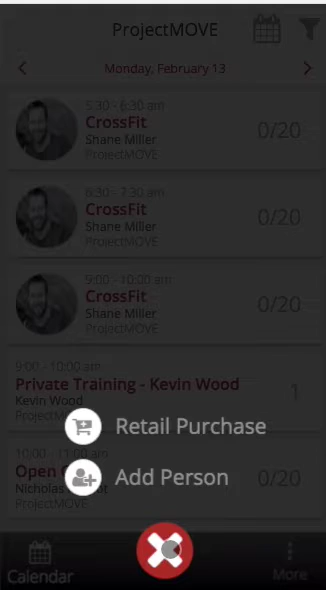 ProjectMOVE
Monday, February 13
5:30 - 6:30 am
CrossFit
Shane Miller
ProjectMOVE
0/20
6:30 - 7:30 am
CrossFit
Shane Miller
ProjectMOVE
0/20
9:00 - 10:00 am
CrossFit
Shane Miller
ProjectMOVE
0/20
9:00 - 10:00 am
Private Training - Kevin Wood
Kevin Wood
1
Retail Purchase
10:00 - 11:00 am
Open
Nicholas
0/20
Add Person
Calendar
More